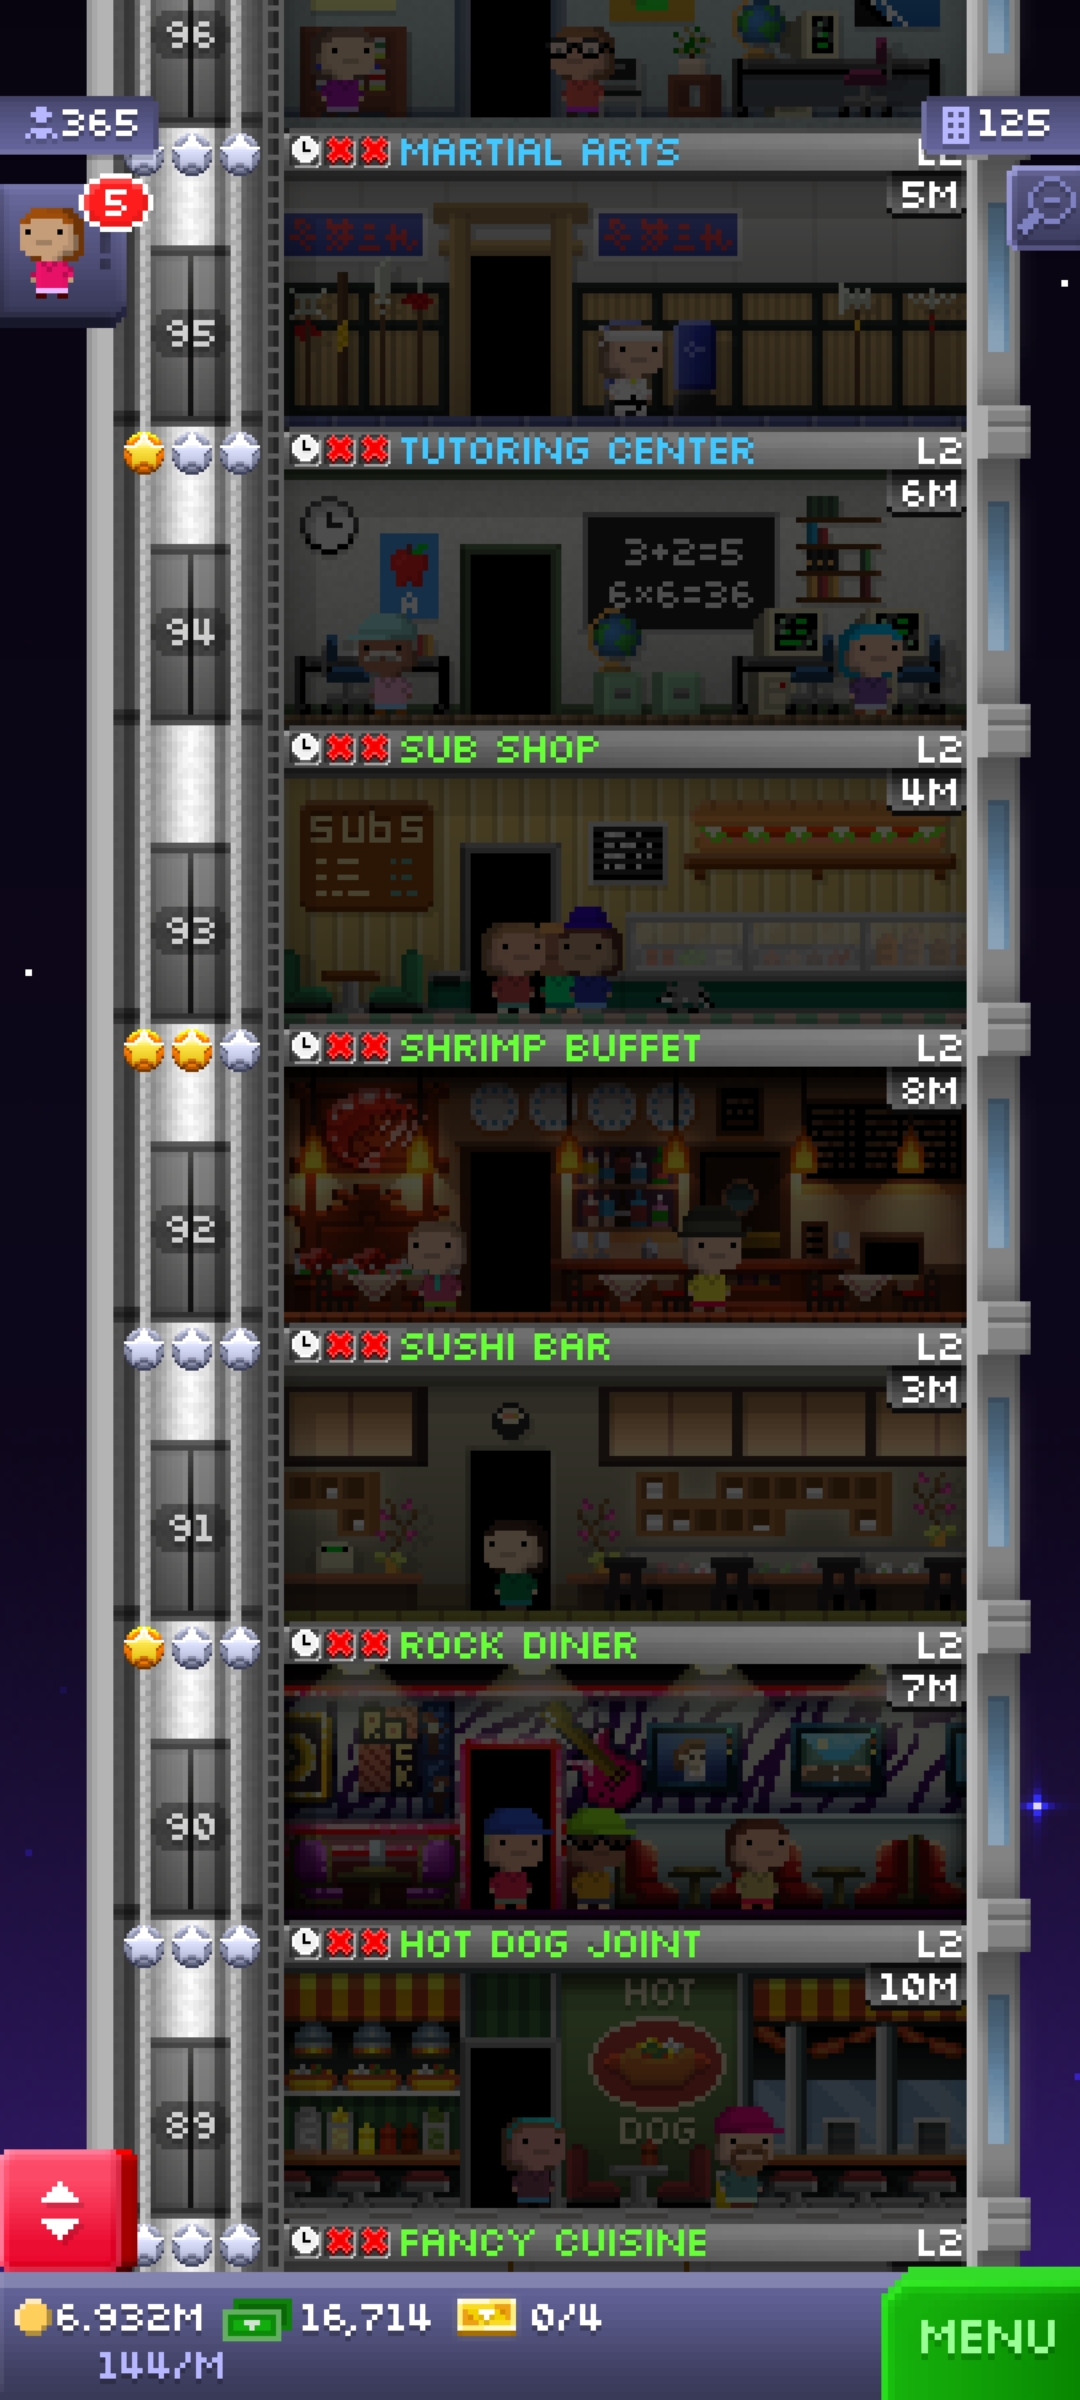 96
365
125
MARTIAL ARTS
5M
5
95
TUTORING CENTER L2
6M
3+2=5
6×6=36
A
94
SUB SHOP L2
4M
SUBS
93
SHRIMP BUFFET L2
8M
92
SUSHI BAR L2
3M
91
ROCK DINER L2
7M
ROCK
90
HOT DOG JOINT L2
10M
HOT
DOG
89
FANCY CUISINE L2
6.932M 16,714 0/4
144/M
MENU